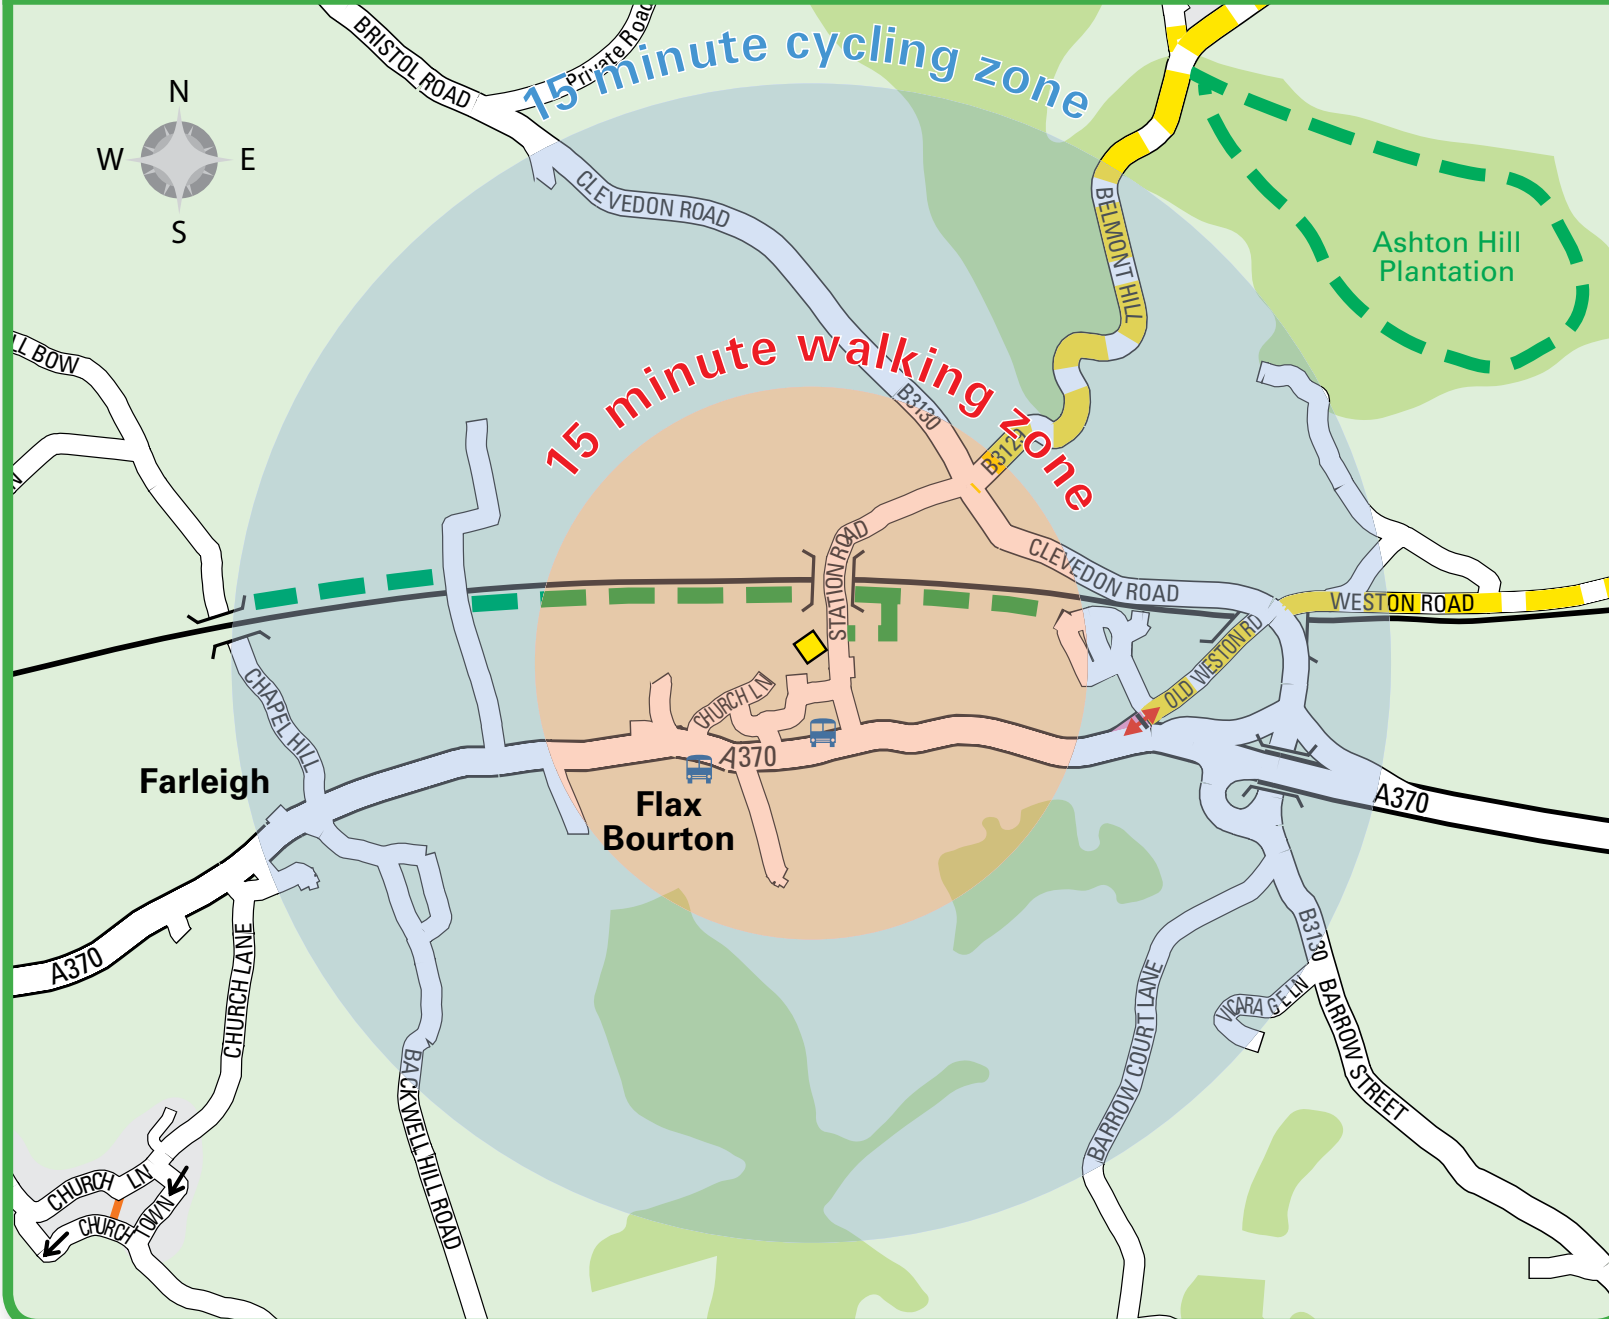 15 minute cycling zone
BRISTOL ROAD
Private Road
N
W
E
S
CLEVEDON ROAD
BELMONT HILL
Ashton Hill
Plantation
15 minute walking zone
B3130
LL BOW
N
STATION ROAD
CLEVEDON ROAD
WESTON ROAD
OLD WESTON RD
CHAPEL HILL
CHURCH LN
A370
Farleigh
Flax
Bourton
A370
A370
CHURCH LANE
B3130
BARROW COURT LANE
VICARAGE LN
BARROW STREET
BACKWELL HILL ROAD
CHURCH LN
CHURCH TOWN